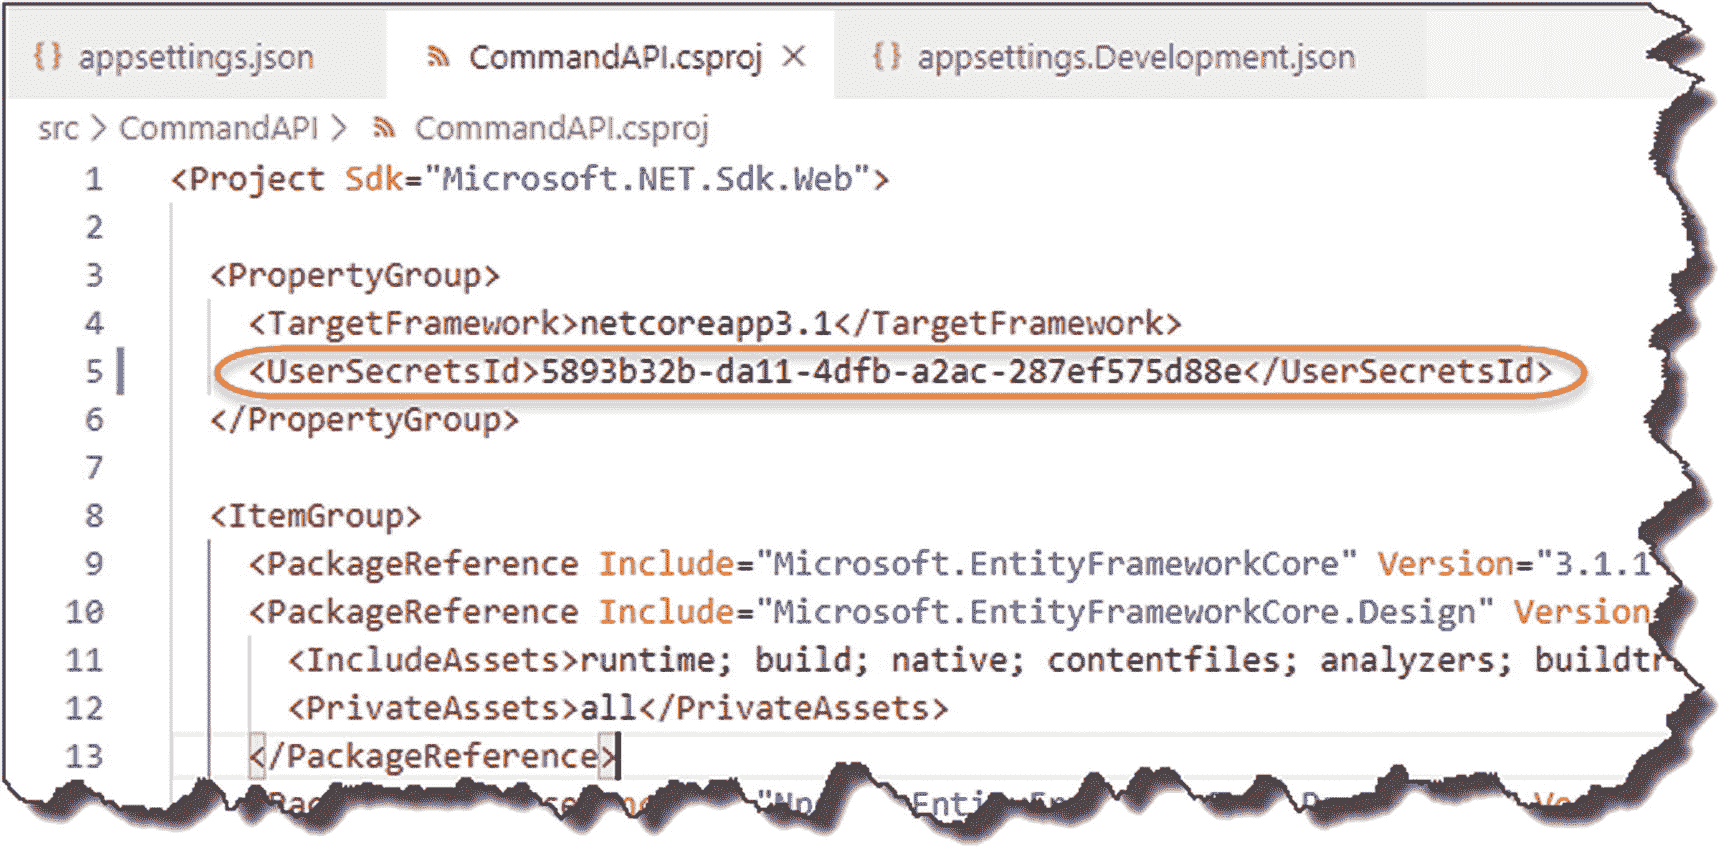 {} appsettings.json CommandAPI.csproj × {} appsettings.Development.json
src > CommandAPI > CommandAPI.csproj
1 <Project Sdk="Microsoft.NET.Sdk.Web">
2
3 <PropertyGroup>
4 <TargetFramework>netcoreapp3.1</TargetFramework>
5 <UserSecretsId>5893b32b-da11-4dfb-a2ac-287ef575d88e</UserSecretsId>
6 </PropertyGroup>
7
8 <ItemGroup>
9 <PackageReference Include="Microsoft.EntityFrameworkCore" Version="3.1.1
10 <PackageReference Include="Microsoft.EntityFrameworkCore.Design" Version
11 <IncludeAssets>runtime; build; native; contentfiles; analyzers; buildtr
12 <PrivateAssets>all</PrivateAssets>
13 </PackageReference>